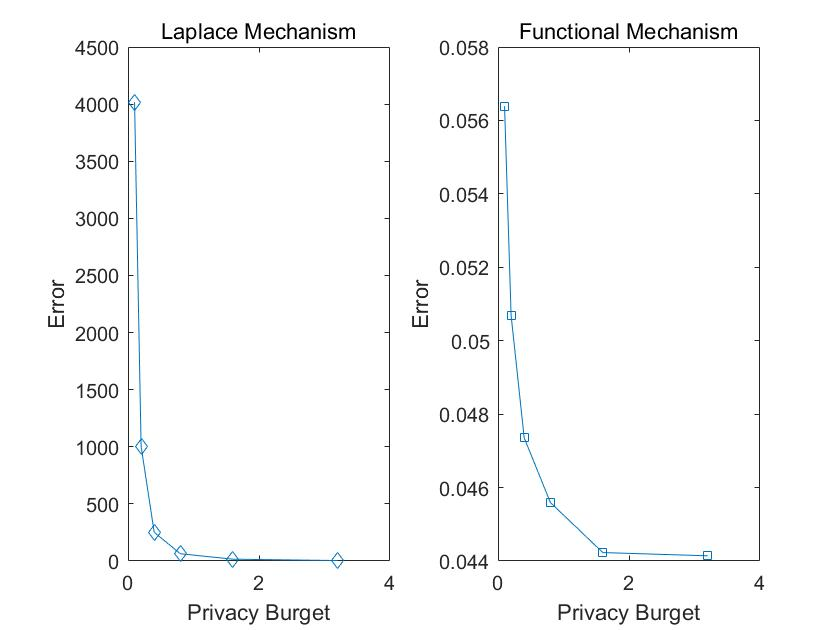 Laplace Mechanism
4500
4000
3500
3000
2500
2000
1500
1000
500
0
Error
0 2 4
Privacy Burget
Functional Mechanism
0.058
0.056
0.054
0.052
0.05
0.048
0.046
0.044
Error
0 2 4
Privacy Burget